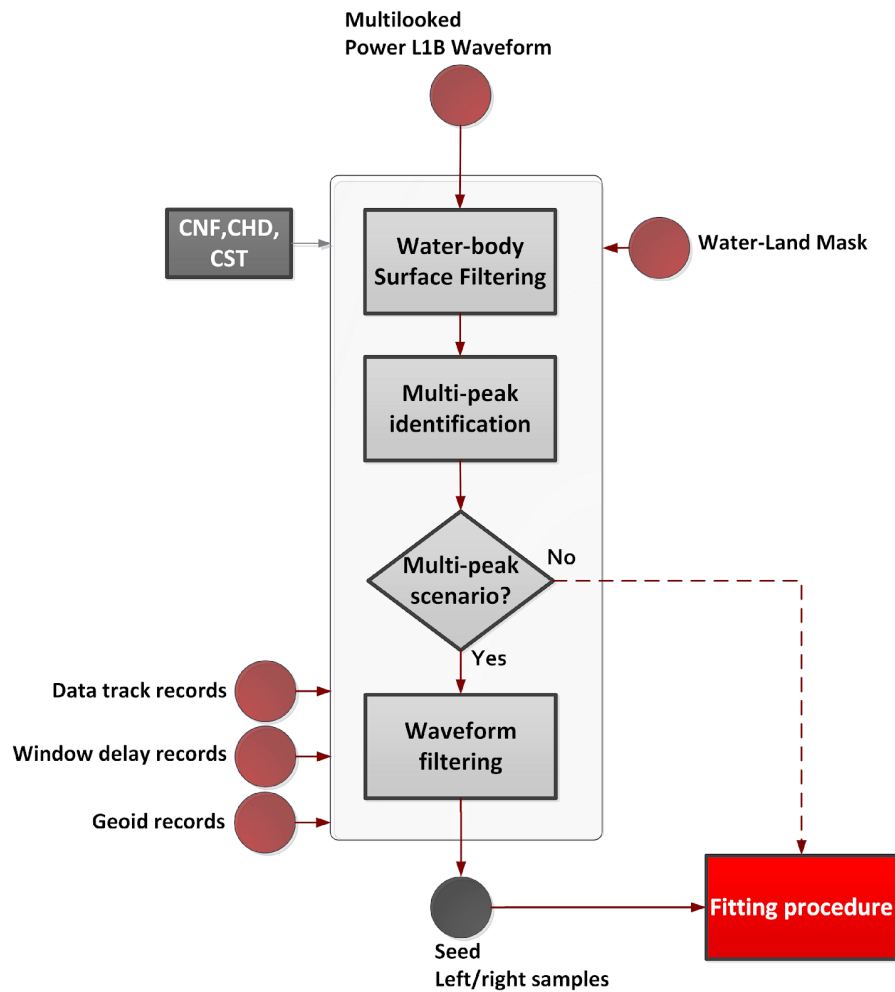 Multilooked
Power L1B Waveform
CNF,CHD,
CST
Water-body
Surface Filtering
Water-Land Mask
Multi-peak
identification
Multi-peak
scenario?
No
Yes
Data track records
Window delay records
Geoid records
Waveform
filtering
Fitting procedure
Seed
Left/right samples